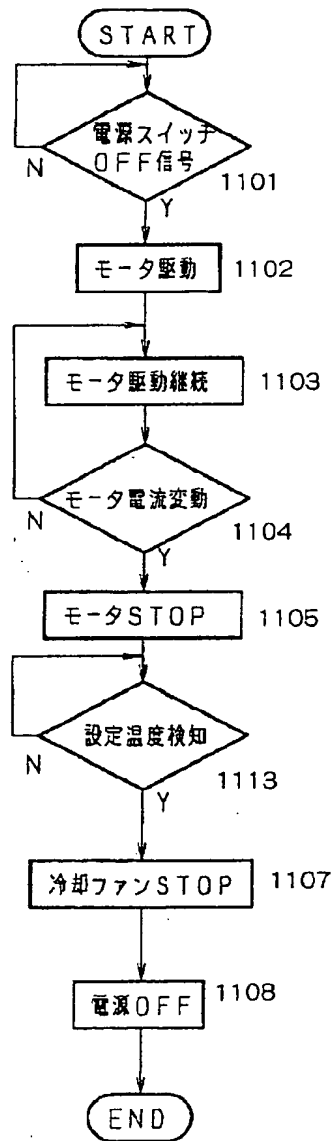 START
電源スイッチ
OFF信号
N
1101
Y
モータ駆動
1102
モータ駆動継続
1103
モータ電流変動
N
1104
Y
モータSTOP
1105
設定温度検知
N
1113
Y
冷却ファンSTOP
1107
電源OFF
1108
END